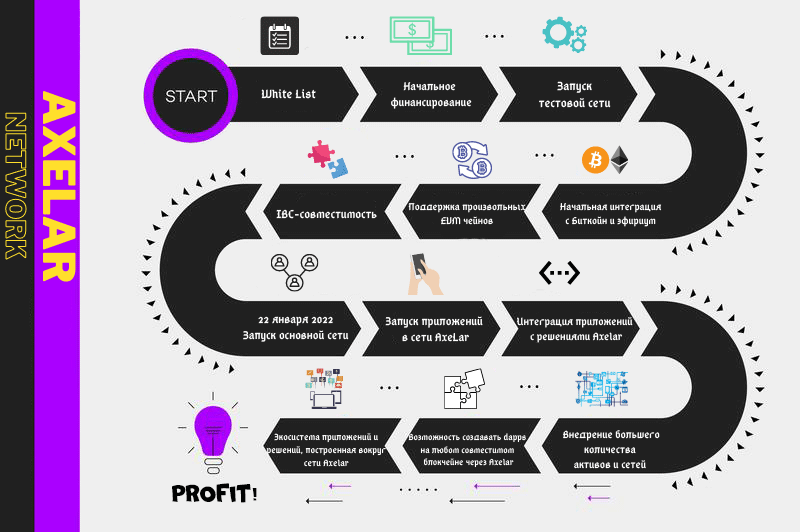 AXELAR
NETWORK
START
White List
Начальное
финансирование
Запуск
тестовой сети
Начальная интеграция
с Биткойн и эфириум
Поддержка произвольных
EVM чейнов
IBC-совместимость
22 января 2022
Запуск основной сети
Запуск приложений
в сети AxeLar
Интеграция приложений
с решениями Axelar
Внедрение большего
количества
активов и сетей
Возможность создавать dapps
на любом совместимом
блокчейне через Axelar
Экосистема приложений и
решений, построенная вокруг
сети Axelar
PROFIT!